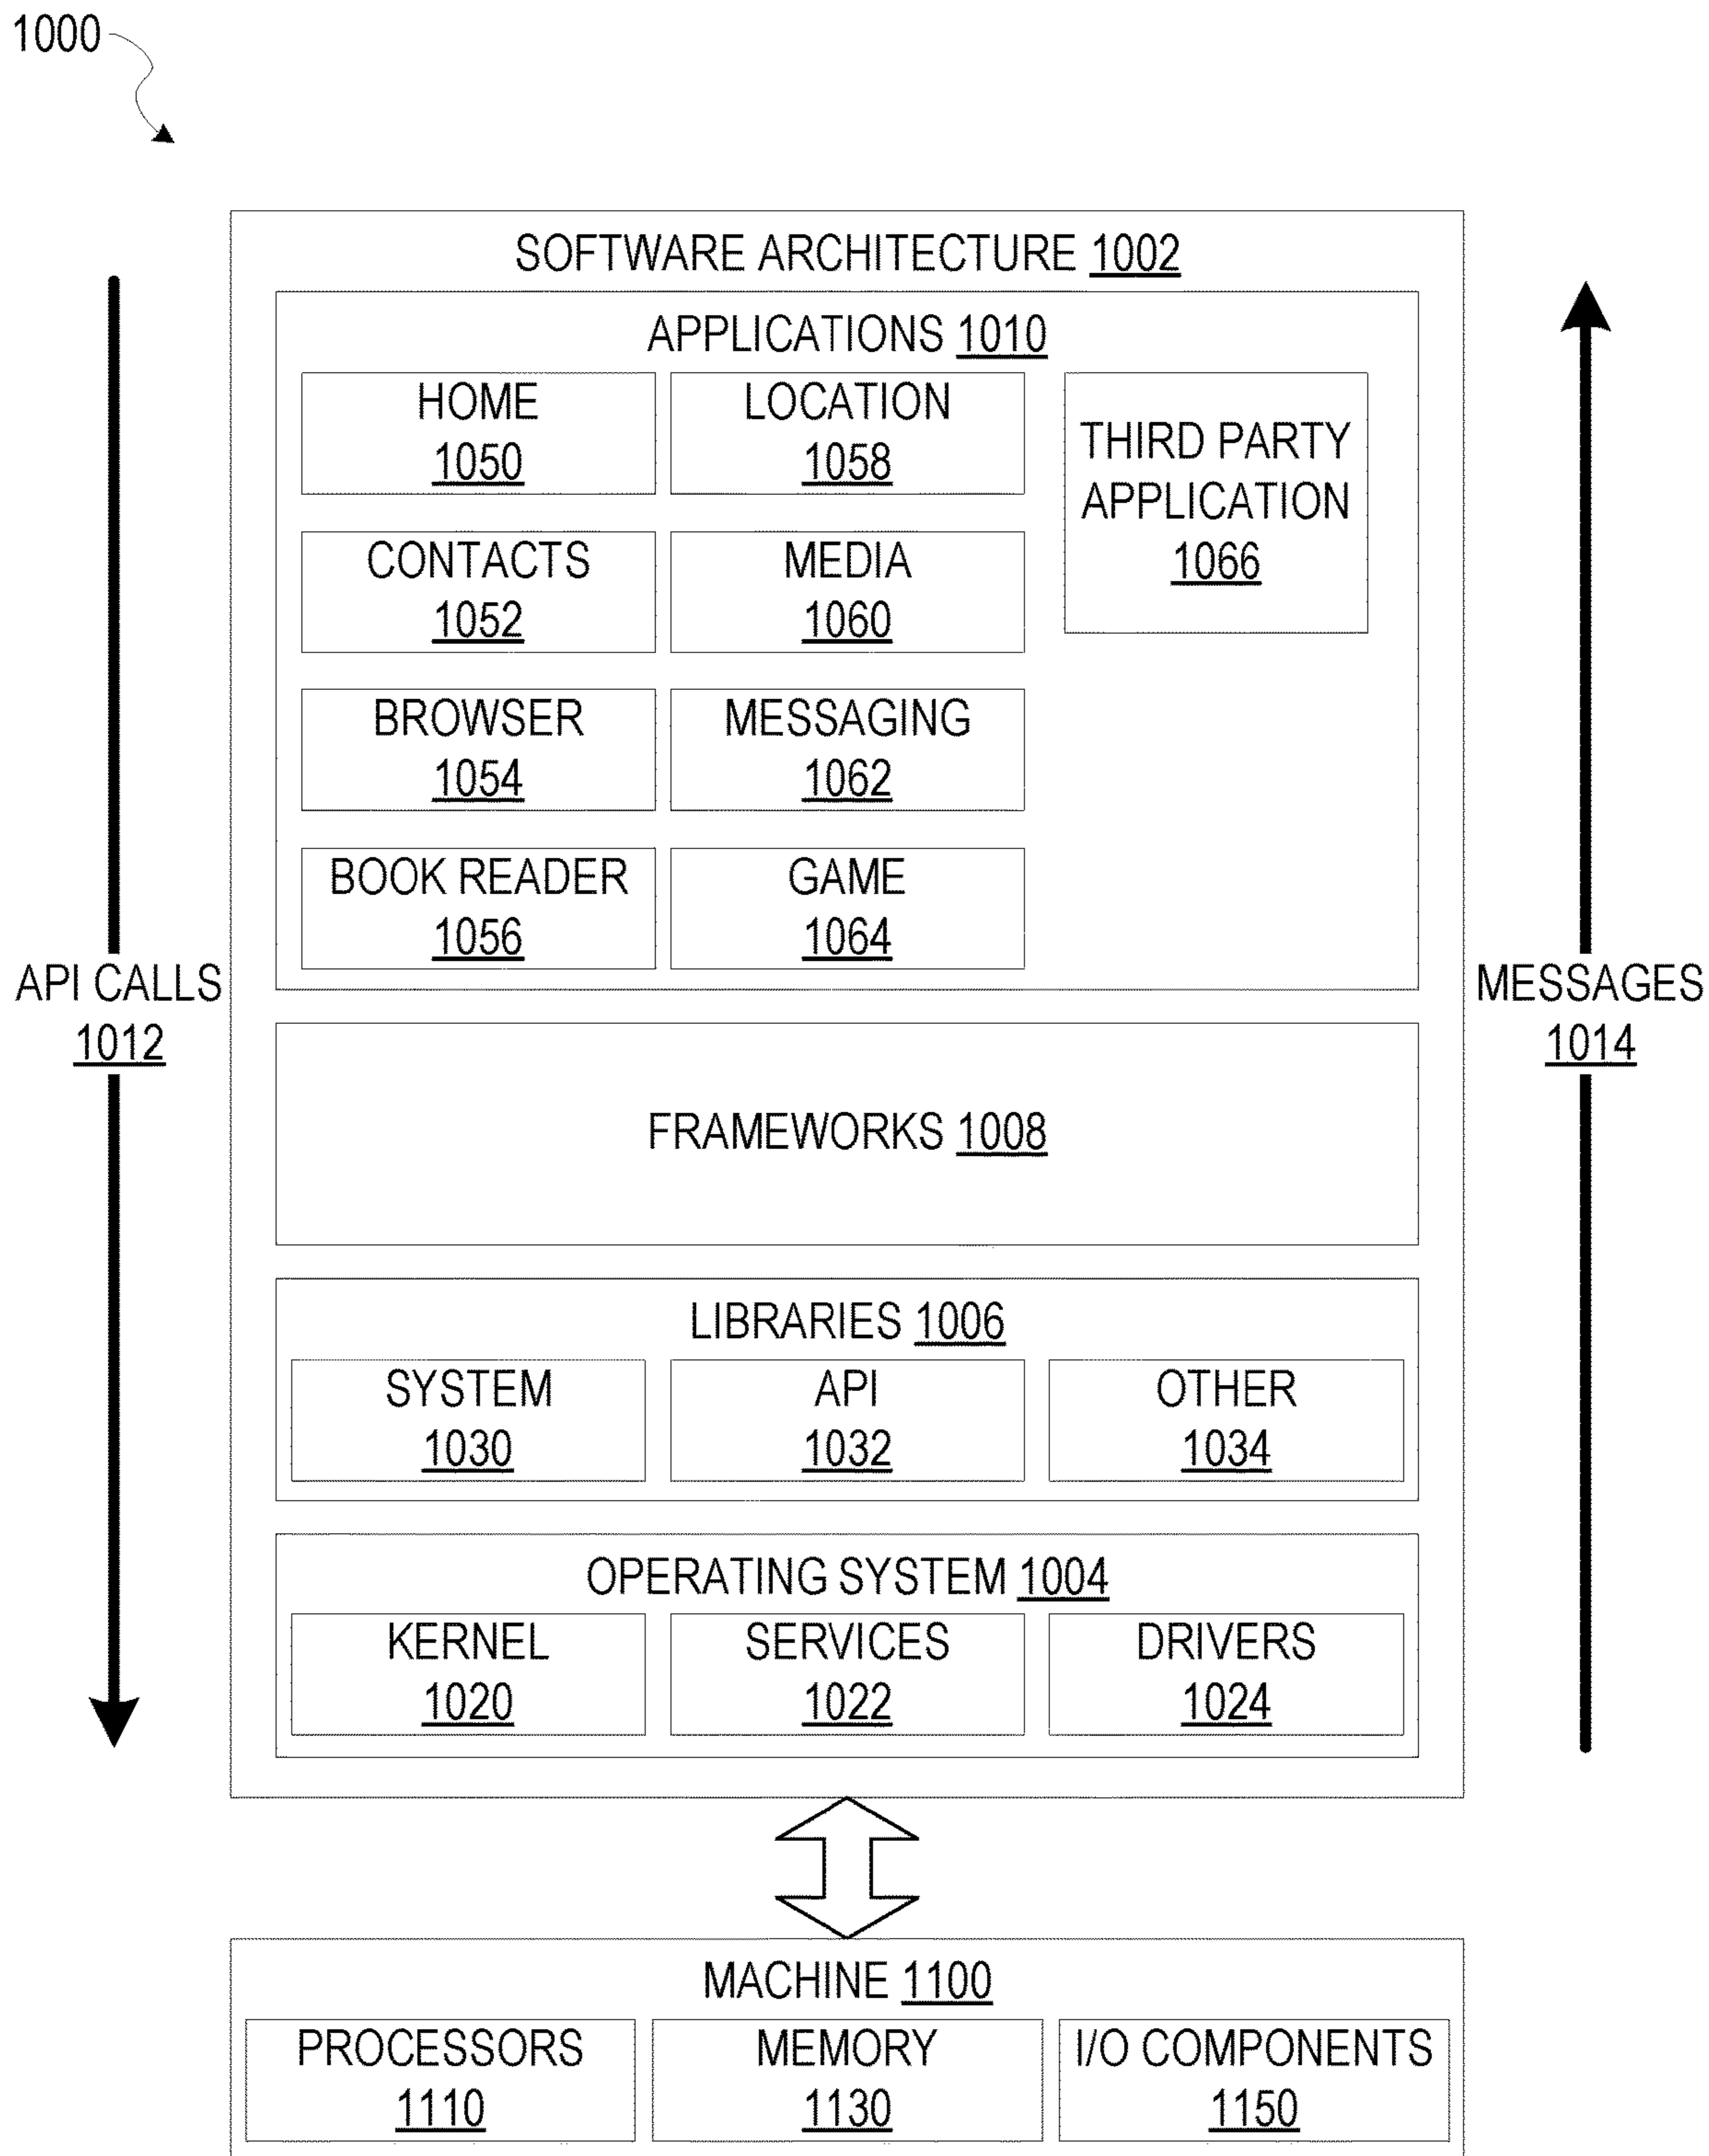 1000
SOFTWARE ARCHITECTURE 1002
APPLICATIONS 1010
HOME
1050
LOCATION
1058
THIRD PARTY
APPLICATION
1066
CONTACTS
1052
MEDIA
1060
BROWSER
1054
MESSAGING
1062
BOOK READER
1056
GAME
1064
API CALLS
1012
MESSAGES
1014
FRAMEWORKS 1008
LIBRARIES 1006
SYSTEM
1030
API
1032
OTHER
1034
OPERATING SYSTEM 1004
KERNEL
1020
SERVICES
1022
DRIVERS
1024
MACHINE 1100
PROCESSORS
1110
MEMORY
1130
I/O COMPONENTS
1150